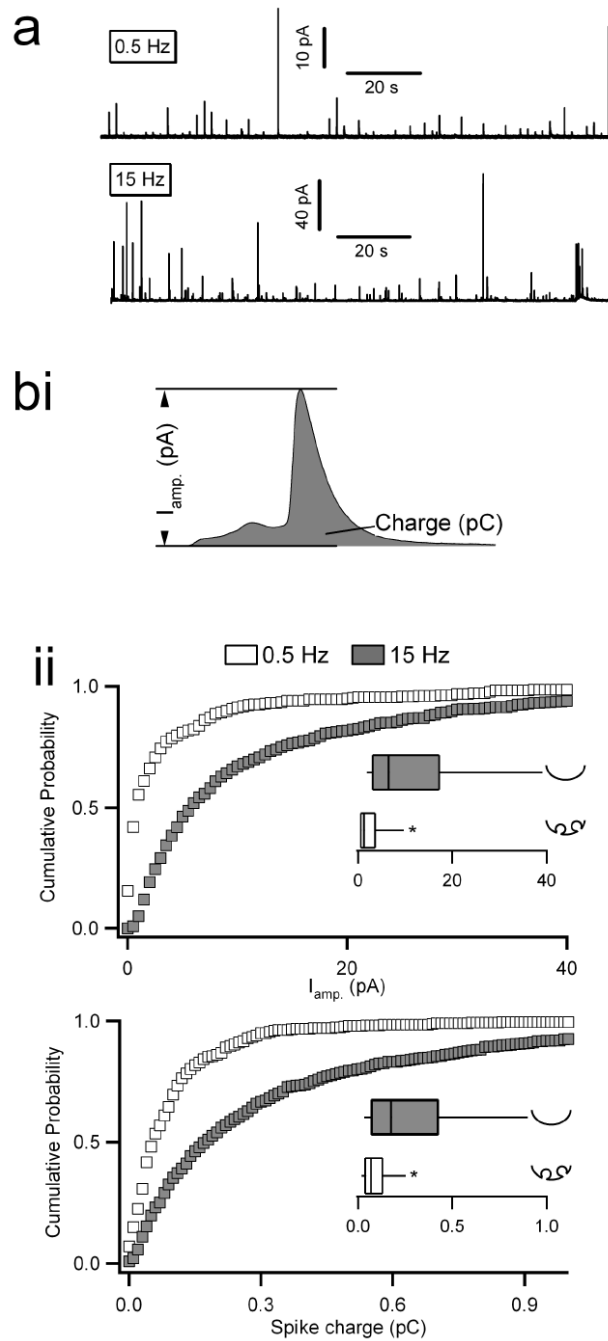 a
0.5 Hz
10 pA
20 s
15 Hz
40 pA
20 s
bi
I amp. (pA)
Charge (pC)
ii
0.5 Hz 15 Hz
Cumulative Probability
1.0
0.5
0.0
*
0 20 40
0 20 40
I amp. (pA)
Cumulative Probability
1.0
0.5
0.0
*
0.0 0.5 1.0
0.0 0.3 0.6 0.9
Spike charge (pC)